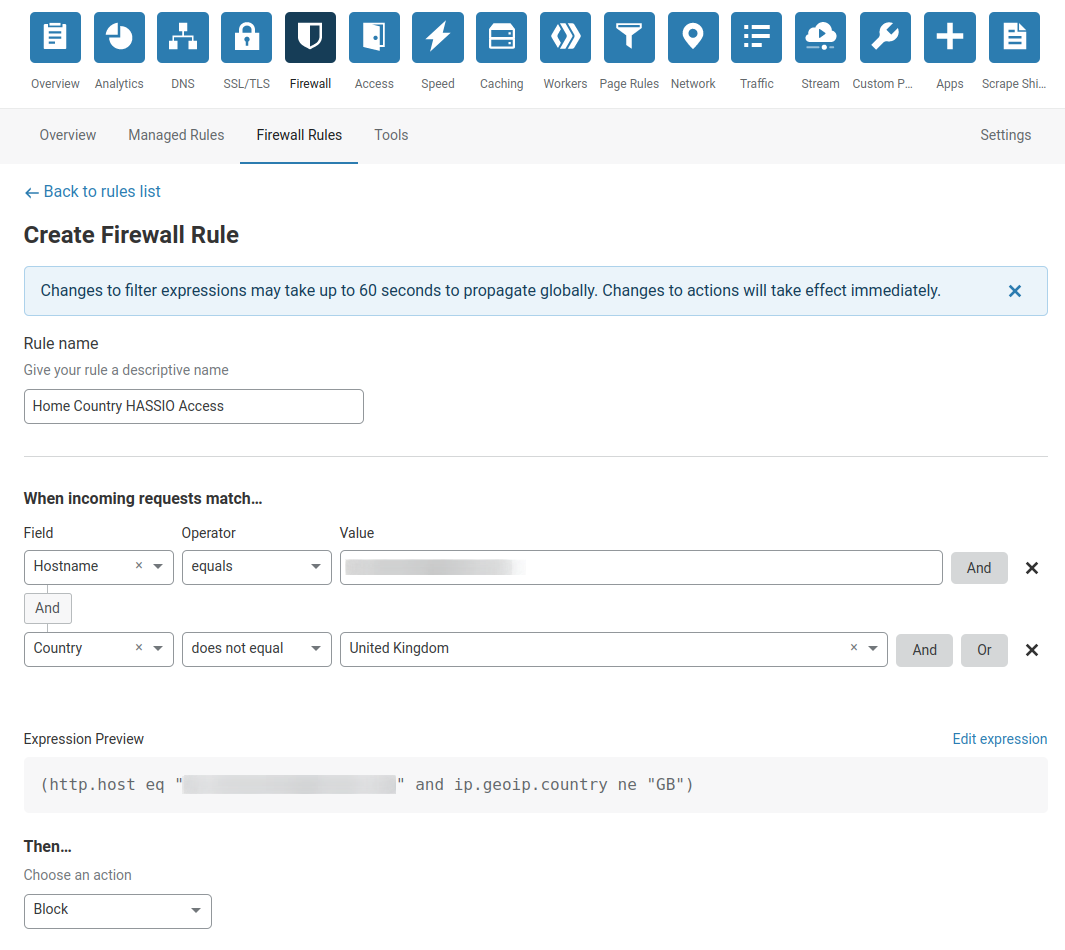 Overview Analytics DNS SSL/TLS Firewall Access Speed Caching Workers Page Rules Network Traffic Stream Custom P... Apps Scrape Shi...
Overview Managed Rules Firewall Rules Tools Settings
← Back to rules list
Create Firewall Rule
Changes to filter expressions may take up to 60 seconds to propagate globally. Changes to actions will take effect immediately. ×
Rule name
Give your rule a descriptive name
Home Country HASSIO Access
When incoming requests match...
Field Operator Value
Hostname × equals And ×
And
Country × does not equal United Kingdom × And Or ×
Expression Preview Edit expression
(http.host eq "" and ip.geoip.country ne "GB")
Then...
Choose an action
Block